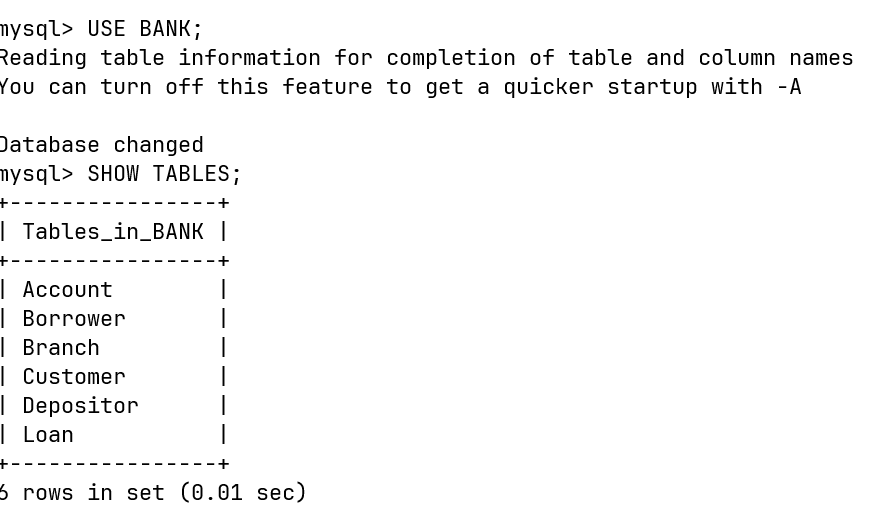 mysql> USE BANK;
Reading table information for completion of table and column names
You can turn off this feature to get a quicker startup with -A

Database changed
mysql> SHOW TABLES;
+----------------+
| Tables_in_BANK |
+----------------+
| Account        |
| Borrower       |
| Branch         |
| Customer       |
| Depositor      |
| Loan           |
+----------------+
6 rows in set (0.01 sec)